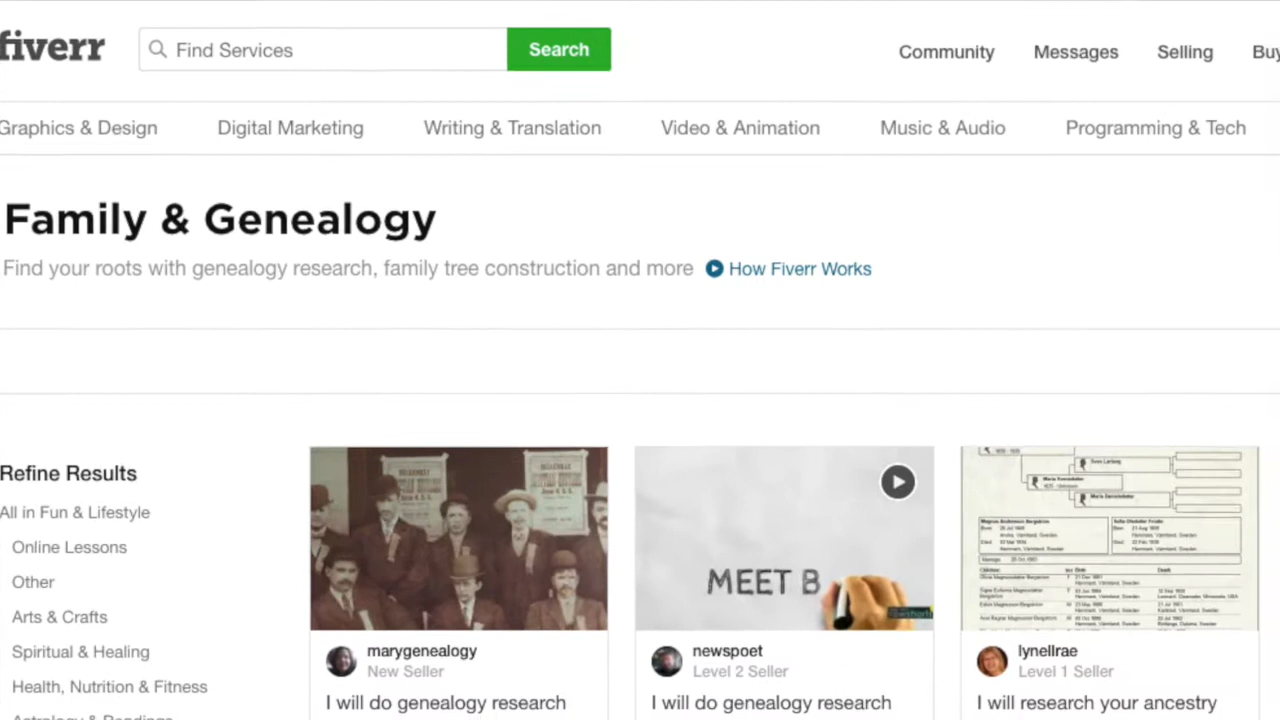 fiverr
Find Services
Search
Community
Messages
Selling
Graphics & Design
Digital Marketing
Writing & Translation
Video & Animation
Music & Audio
Programming & Tech
Family & Genealogy
Find your roots with genealogy research, family tree construction and more
How Fiverr Works
Refine Results
All in Fun & Lifestyle
Online Lessons
Other
Arts & Crafts
Spiritual & Healing
Health, Nutrition & Fitness
MEET B
marygenealogy
New Seller
I will do genealogy research
newspoet
Level 2 Seller
I will do genealogy research
lynellrae
Level 1 Seller
I will research your ancestry